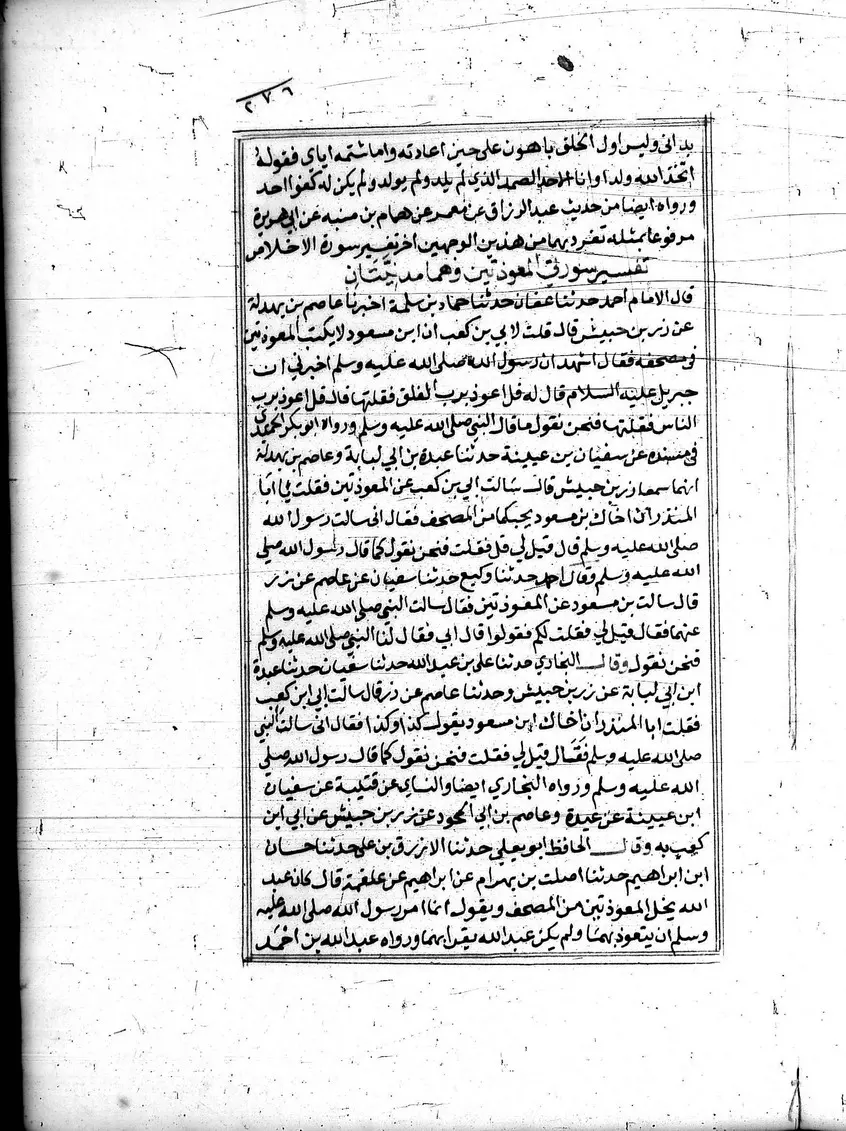 ٢٧٦
بداني وليس اول الخلق باهون على حين اعادته واما شتمه اياي فقوله
اتخذ الله ولدا وانا الاحد الصمد الذي لم يلد ولم يولد ولم يكن له كفوا احد
ورواه ايضا من حديث عبد الرزاق عن معمر عن همام بن منبه عن ابي هريرة
مرفوعا بمثله تفرد بهما من هذين الوجهين اخر تفسير سورة الاخلاص
تفسير سورتي المعوذتين وهما مدنيتان
قال الامام احمد حدثنا عفان حدثنا حماد بن سلمة اخبرنا عاصم بن بهدلة
عن زر بن حبيش قال قلت لابي بن كعب ان ابن مسعود لا يكتب المعوذتين
في مصحفه فقال اشهد ان رسول الله صلى الله عليه وسلم اخبرني ان
جبريل عليه السلام قال له قل اعوذ برب الفلق فقلتها قال قل اعوذ برب
الناس فقلتها فنحن نقول ما قال النبي صلى الله عليه وسلم ورواه ابو بكر الحميدي
في مسنده عن سفيان بن عيينة حدثنا عبدة بن ابي لبابة وعاصم بن بهدلة
انهما سمعا زر بن حبيش قال سالت ابي بن كعب عن المعوذتين فقلت يا ابا
المنذر ان اخاك بن مسعود يحبكهما من المصحف فقال اني سالت رسول الله
صلى الله عليه وسلم قال قيل لي قل فقلت فنحن نقول كما قال رسول الله صلى
الله عليه وسلم وقال احمد حدثنا وكيع حدثنا سفيان عن عاصم عن زر
قال سالت بن مسعود عن المعوذتين فقال سالت النبي صلى الله عليه وسلم
عنهما فقال قيل لي فقلت لكم فقولوا قال ابي فقال لنا النبي صلى الله عليه وسلم
فنحن نقول وقال البخاري حدثنا علي بن عبد الله حدثنا سفيان حدثنا عبدة
ابن ابي لبابة عن زر بن حبيش وحدثنا عاصم عن زر قال سالت ابي ابن كعب
فقلت ابا المنذر ان اخاك ابن مسعود يقول كذا وكذا فقال اني سالت النبي
صلى الله عليه وسلم فقال قيل لي فقلت فنحن نقول كما قال رسول الله صلى
الله عليه وسلم ورواه البخاري ايضا والنساي عن قتيبة عن سفيان
ابن عيينة عن عبدة وعاصم بن ابي النجود عن زر بن حبيش عن ابي ابن
كعب به وقال الحافظ ابو يعلى حدثنا الازرق بن علي حدثنا حسان
ابن ابراهيم حدثنا اصلت بن بهرام عن ابراهيم عن علقمة قال كان عبد
الله يحك المعوذتين من المصحف ويقول انما امر رسول الله صلى الله عليه
وسلم ان يتعوذ بهما ولم يكن عبد الله يقرا بهما ورواه عبد الله بن احمد